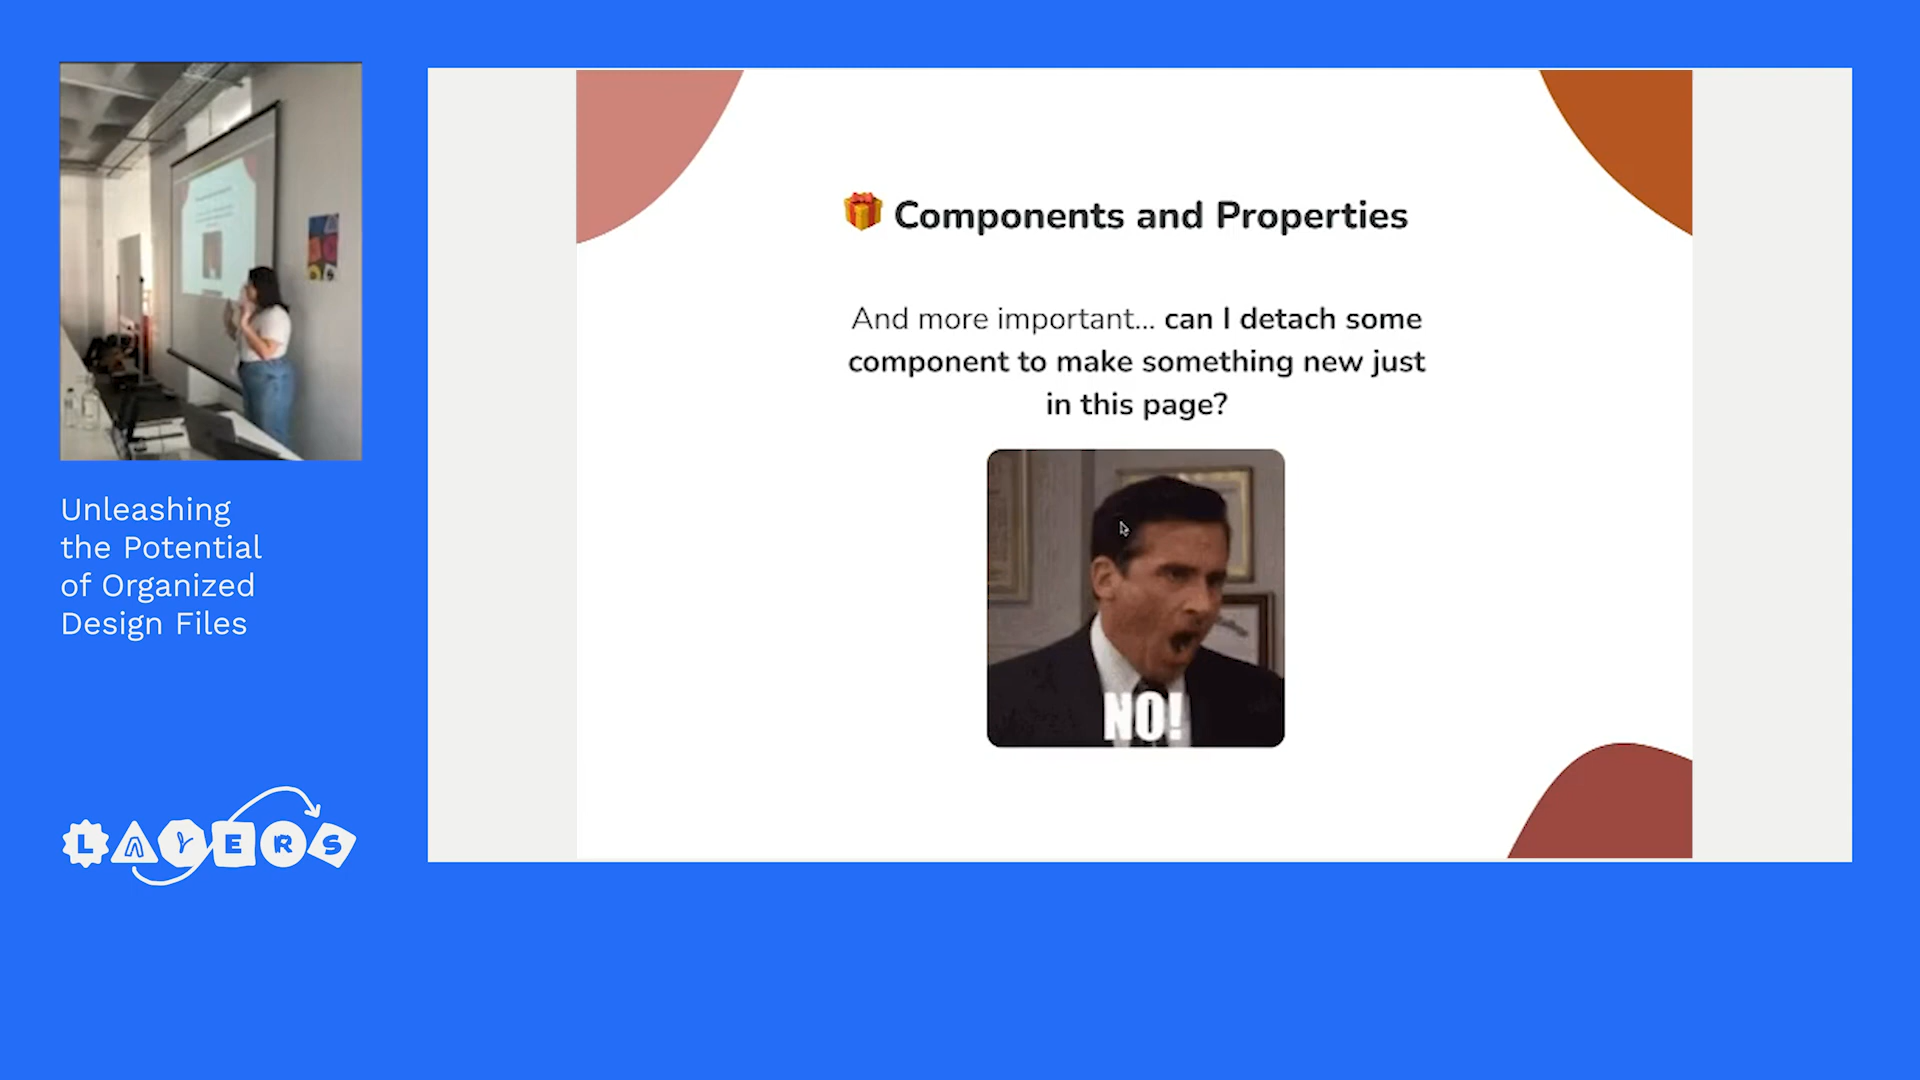 Unleashing
the Potential
of Organized
Design Files
LAYERS
🎁 Components and Properties
And more important... can I detach some
component to make something new just
in this page?
NO!